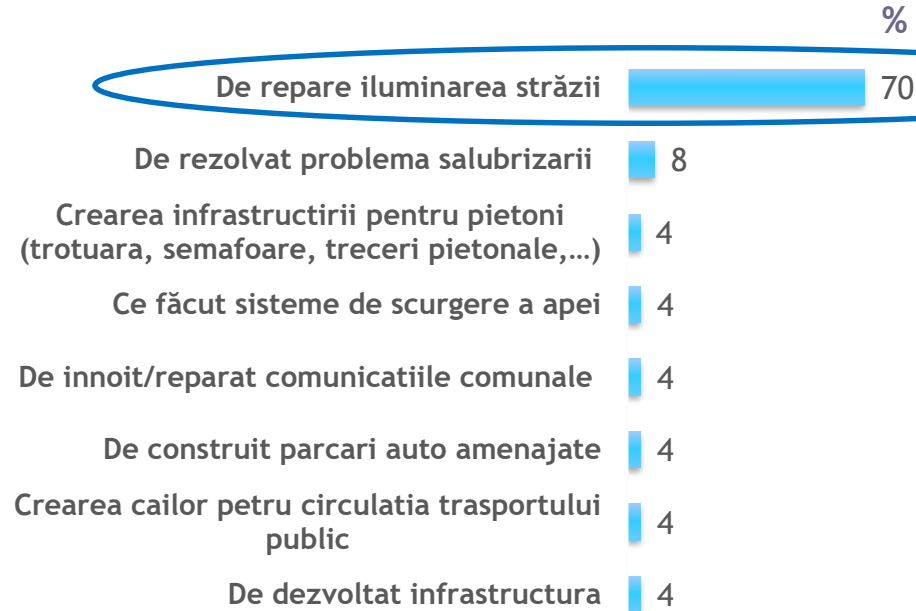 %
De repare iluminarea străzii 70
De rezolvat problema salubrizarii 8
Crearea infrastructirii pentru pietoni
(trotuara, semafoare, treceri pietonale,…) 4
Ce făcut sisteme de scurgere a apei 4
De innoit/reparat comunicatiile comunale 4
De construit parcari auto amenajate 4
Crearea cailor petru circulatia trasportului
public 4
De dezvoltat infrastructura 4